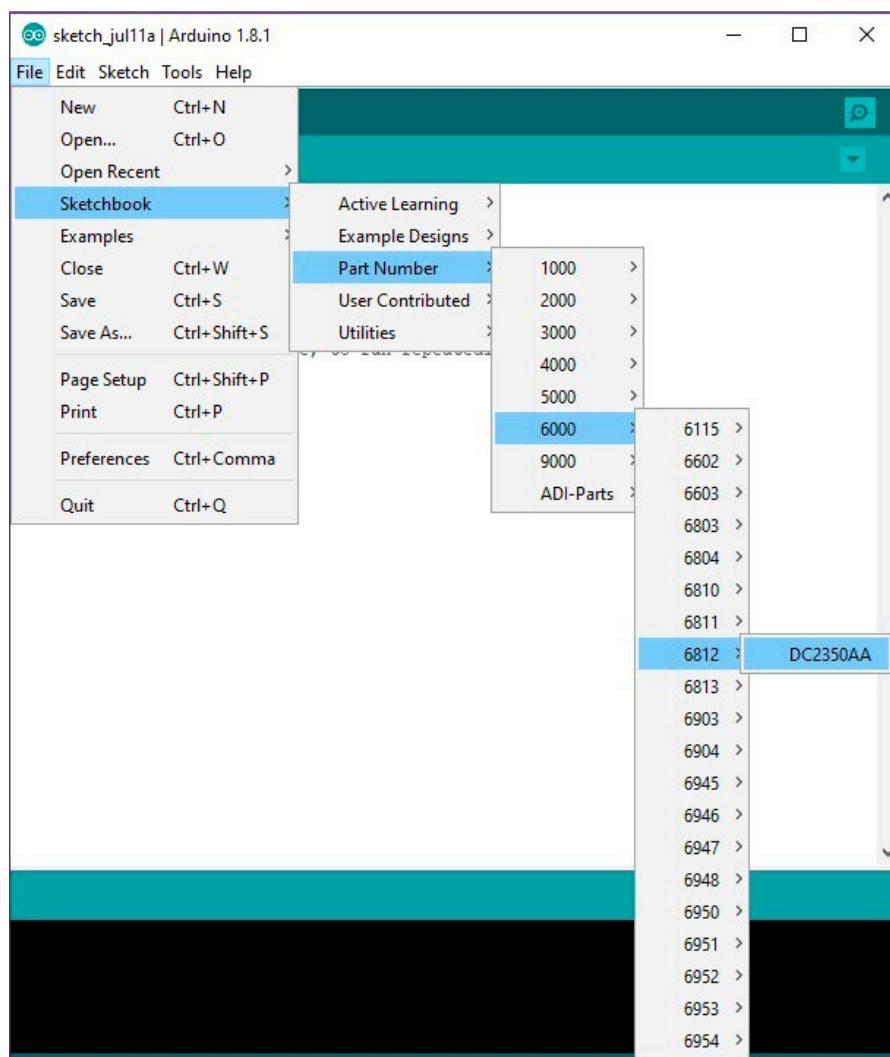 sketch_jul11a | Arduino 1.8.1
File Edit Sketch Tools Help
New Ctrl+N
Open... Ctrl+O
Open Recent
Sketchbook
Examples
Close Ctrl+W
Save Ctrl+S
Save As... Ctrl+Shift+S
Page Setup Ctrl+Shift+P
Print Ctrl+P
Preferences Ctrl+Comma
Quit Ctrl+Q
Active Learning
Example Designs
Part Number
User Contributed
Utilities
to run repeatedl
1000
2000
3000
4000
5000
6000
9000
ADI-Parts
6115
6602
6603
6803
6804
6810
6811
6812
6813
6903
6904
6945
6946
6947
6948
6950
6951
6952
6953
6954
DC2350AA